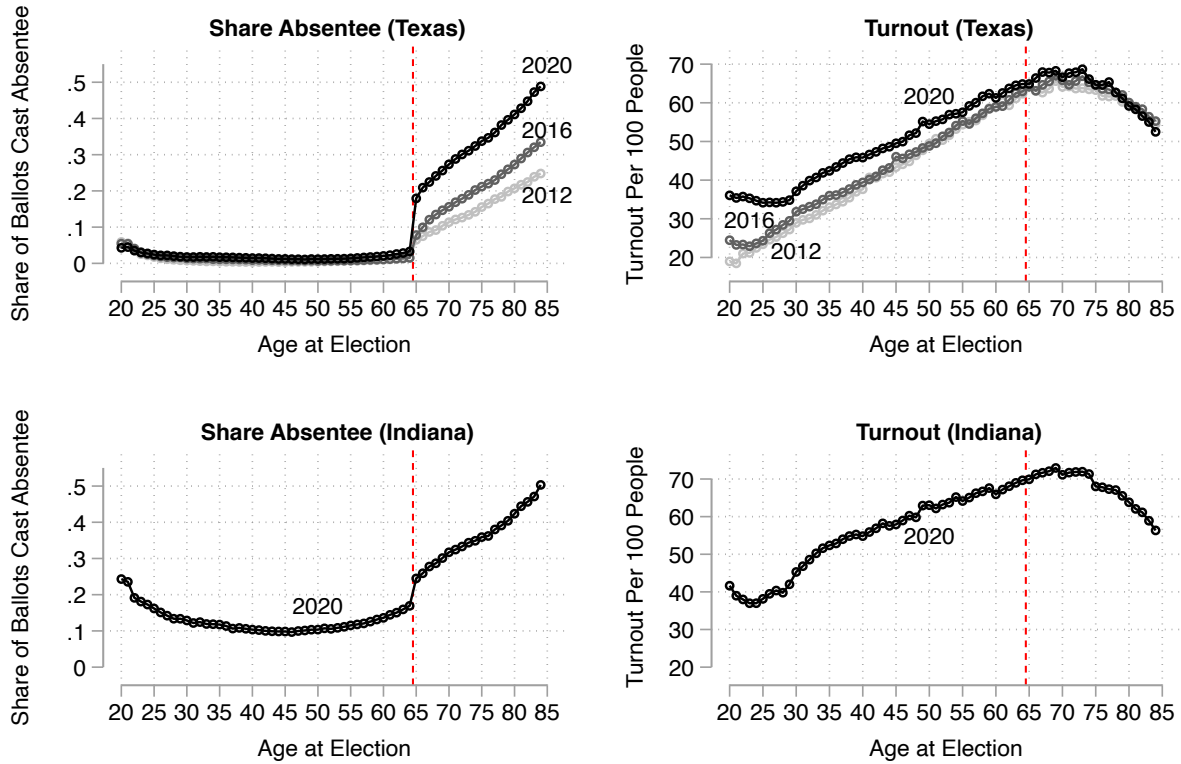 Share Absentee (Texas)
Share of Ballots Cast Absentee
.5
.4
.3
.2
.1
0
2020
2016
2012
20 25 30 35 40 45 50 55 60 65 70 75 80 85
Age at Election
Turnout (Texas)
Turnout Per 100 People
70
60
50
40
30
20
2020
2016
2012
20 25 30 35 40 45 50 55 60 65 70 75 80 85
Age at Election
Share Absentee (Indiana)
Share of Ballots Cast Absentee
.5
.4
.3
.2
.1
0
2020
20 25 30 35 40 45 50 55 60 65 70 75 80 85
Age at Election
Turnout (Indiana)
Turnout Per 100 People
70
60
50
40
30
20
2020
20 25 30 35 40 45 50 55 60 65 70 75 80 85
Age at Election